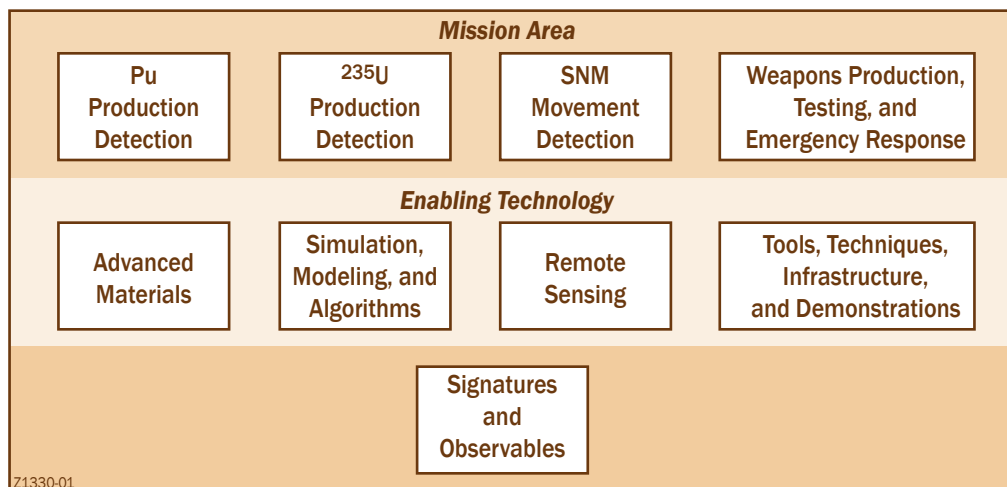 Mission Area
Pu
Production
Detection
²³⁵U
Production
Detection
SNM
Movement
Detection
Weapons Production,
Testing, and
Emergency Response
Enabling Technology
Advanced
Materials
Simulation,
Modeling, and
Algorithms
Remote
Sensing
Tools, Techniques,
Infrastructure,
and Demonstrations
Signatures
and
Observables
Z1330-01